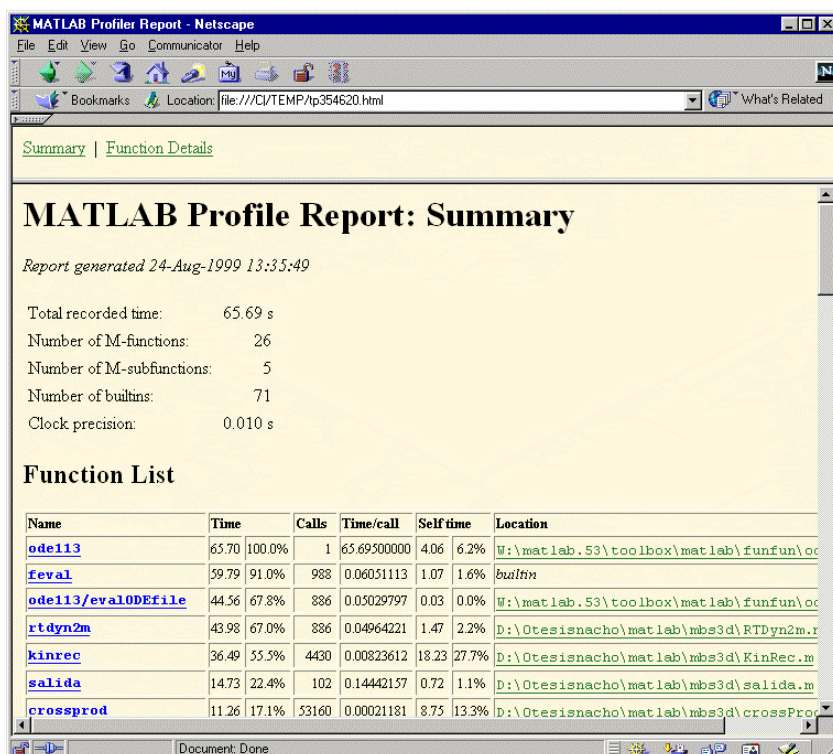 MATLAB Profiler Report - Netscape
File Edit View Go Communicator Help
My
N
Bookmarks Location: file:///C|/TEMP/tp354620.html What's Related
Summary | Function Details
MATLAB Profile Report: Summary
Report generated 24-Aug-1999 13:35:49
Total recorded time: 65.69 s
Number of M-functions: 26
Number of M-subfunctions: 5
Number of builtins: 71
Clock precision: 0.010 s
Function List
Name Time Calls Time/call Self time Location
ode113 65.70 100.0% 1 65.69500000 4.06 6.2% W:\matlab.53\toolbox\matlab\funfun\od
feval 59.79 91.0% 988 0.06051113 1.07 1.6% builtin
ode113/evalODEfile 44.56 67.8% 886 0.05029797 0.03 0.0% W:\matlab.53\toolbox\matlab\funfun\od
rtdyn2m 43.98 67.0% 886 0.04964221 1.47 2.2% D:\Otesisnacho\matlab\mbs3d\RTDyn2m.m
kinrec 36.49 55.5% 4430 0.00823612 18.23 27.7% D:\Otesisnacho\matlab\mbs3d\KinRec.m
salida 14.73 22.4% 102 0.14442157 0.72 1.1% D:\Otesisnacho\matlab\mbs3d\salida.m
crossprod 11.26 17.1% 53160 0.00021181 8.75 13.3% D:\Otesisnacho\matlab\mbs3d\crossProd
Document: Done